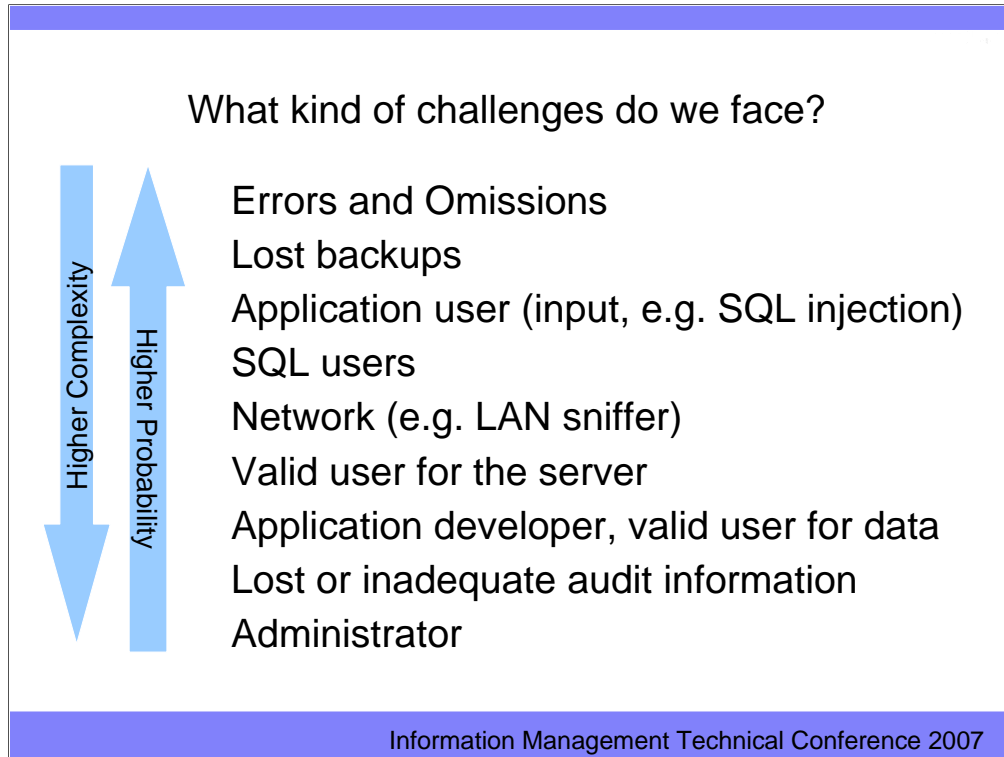 What kind of challenges do we face?
Higher Complexity
Higher Probability
Errors and Omissions
Lost backups
Application user (input, e.g. SQL injection)
SQL users
Network (e.g. LAN sniffer)
Valid user for the server
Application developer, valid user for data
Lost or inadequate audit information
Administrator
Information Management Technical Conference 2007